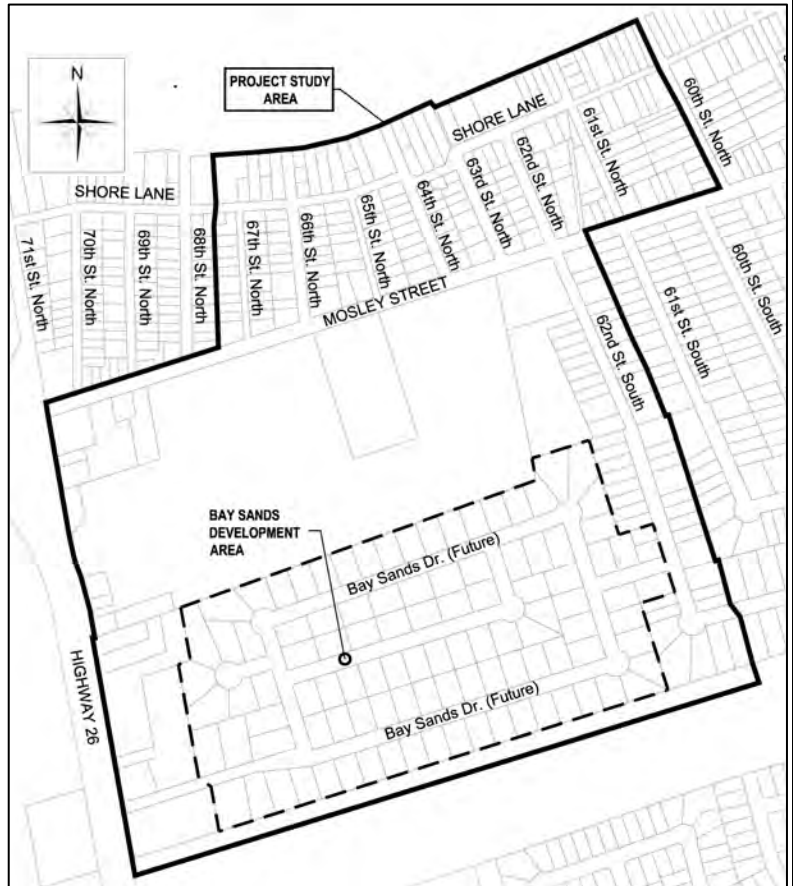 N
PROJECT STUDY
AREA
SHORE LANE
60th St. North
61st St. North
62nd St. North
63rd St. North
64th St. North
65th St. North
66th St. North
67th St. North
68th St. North
69th St. North
70th St. North
71st St. North
SHORE LANE
MOSLEY STREET
60th St. South
61st St. South
62nd St. South
BAY SANDS
DEVELOPMENT
AREA
Bay Sands Dr. (Future)
Bay Sands Dr. (Future)
HIGHWAY 26